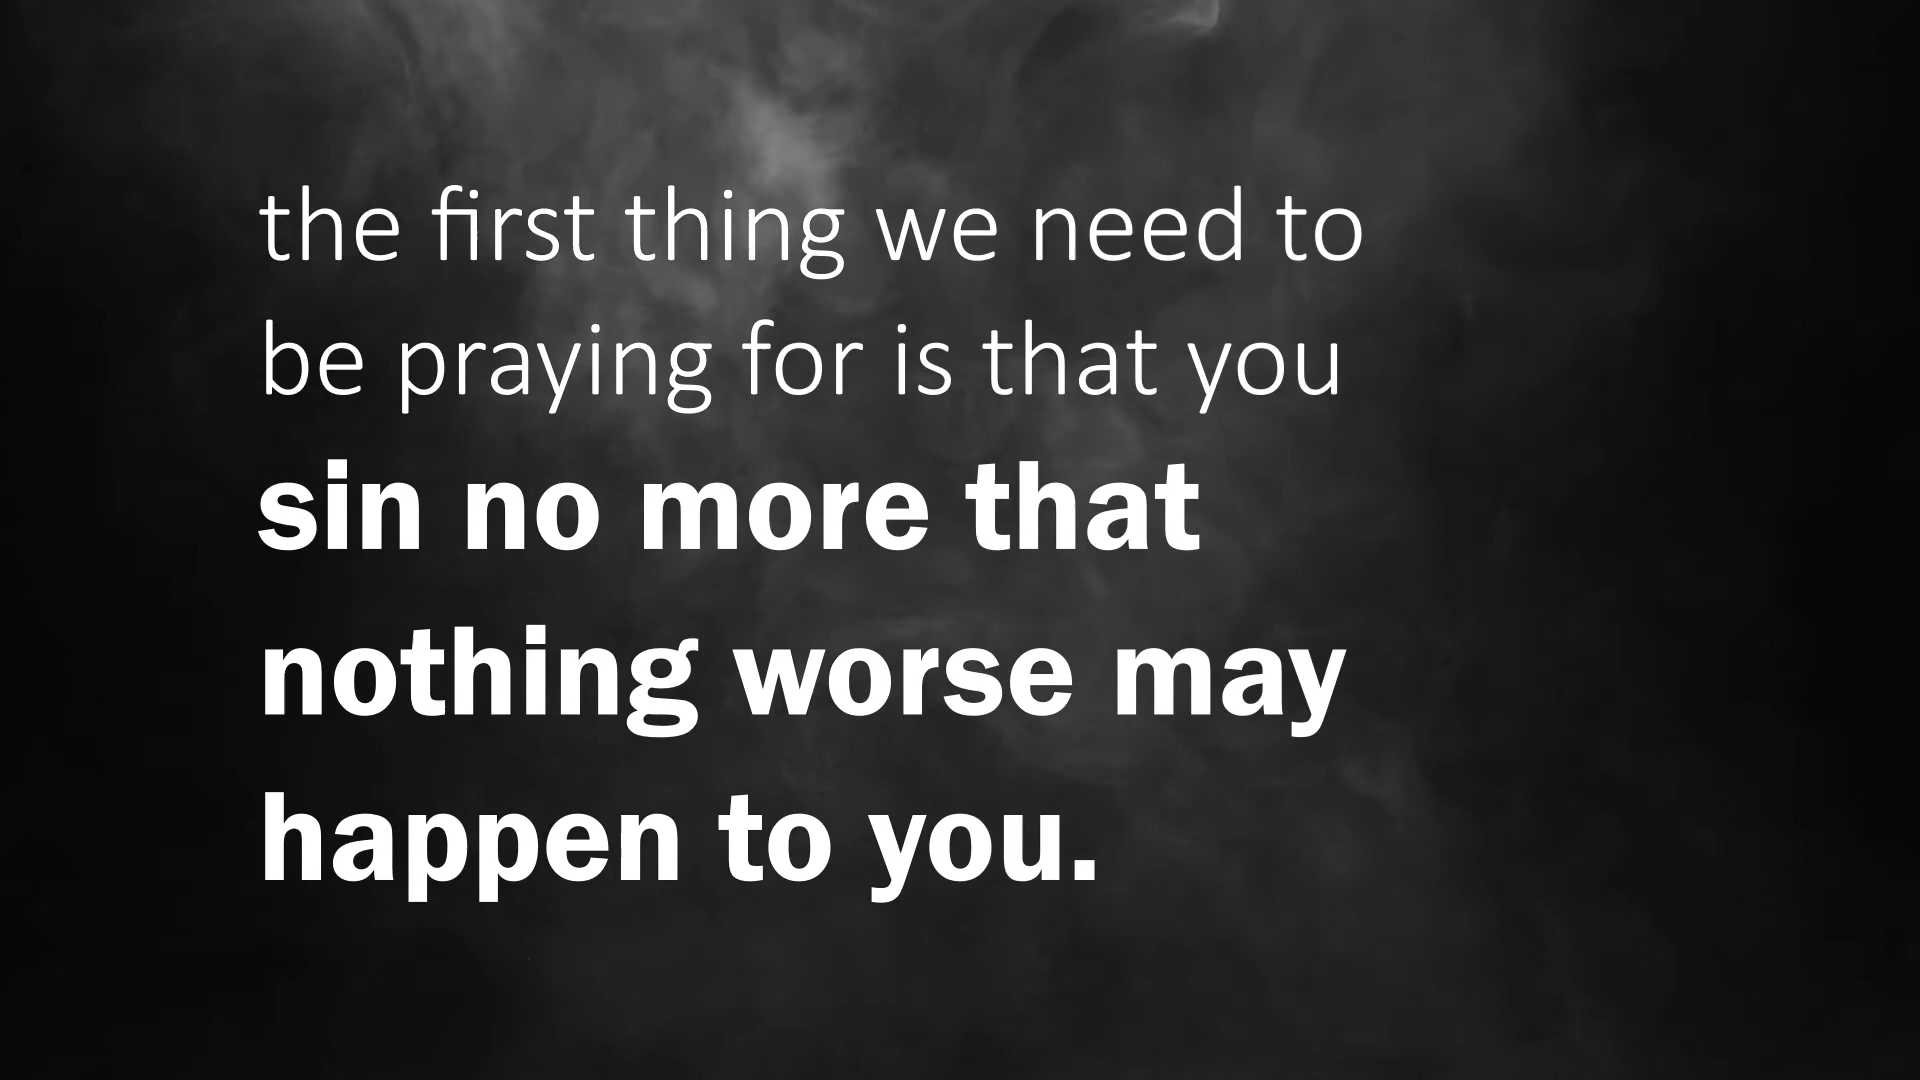 the first thing we need to
be praying for is that you
sin no more that
nothing worse may
happen to you.